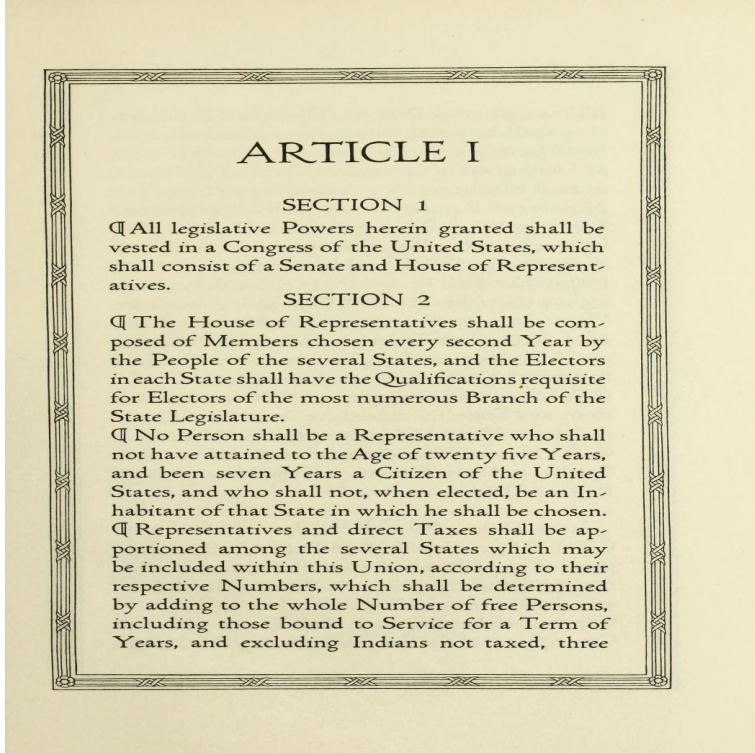 ARTICLE I
SECTION 1
¶ All legislative Powers herein granted shall be
vested in a Congress of the United States, which
shall consist of a Senate and House of Represent-
atives.
SECTION 2
¶ The House of Representatives shall be com-
posed of Members chosen every second Year by
the People of the several States, and the Electors
in each State shall have the Qualifications requisite
for Electors of the most numerous Branch of the
State Legislature.
¶ No Person shall be a Representative who shall
not have attained to the Age of twenty five Years,
and been seven Years a Citizen of the United
States, and who shall not, when elected, be an In-
habitant of that State in which he shall be chosen.
¶ Representatives and direct Taxes shall be ap-
portioned among the several States which may
be included within this Union, according to their
respective Numbers, which shall be determined
by adding to the whole Number of free Persons,
including those bound to Service for a Term of
Years, and excluding Indians not taxed, three